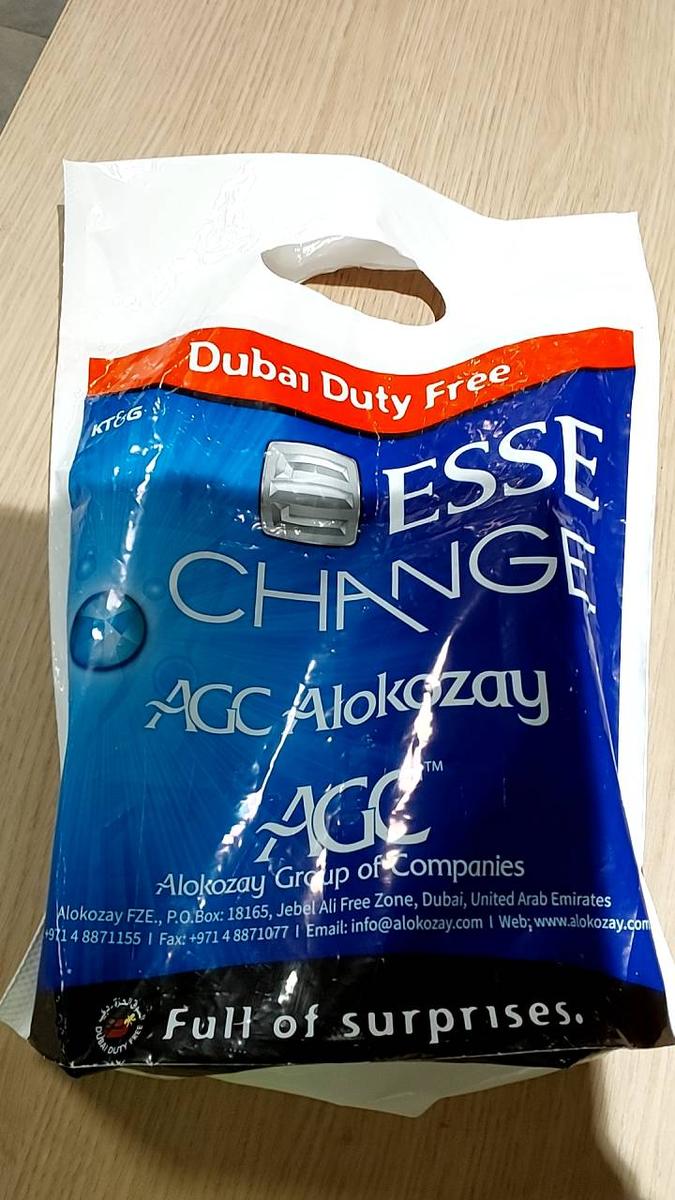 Dubai Duty Free
KT&G
ESSE
CHANGE
AGC Alokozay
AGC™
Alokozay Group of Companies
Alokozay FZE., P.O.Box: 18165, Jebel Ali Free Zone, Dubai, United Arab Emirates
+971 4 8871155 I Fax: +971 4 8871077 I Email: info@alokozay.com I Web: www.alokozay.com
DUBAI DUTY FREE
Full of surprises.